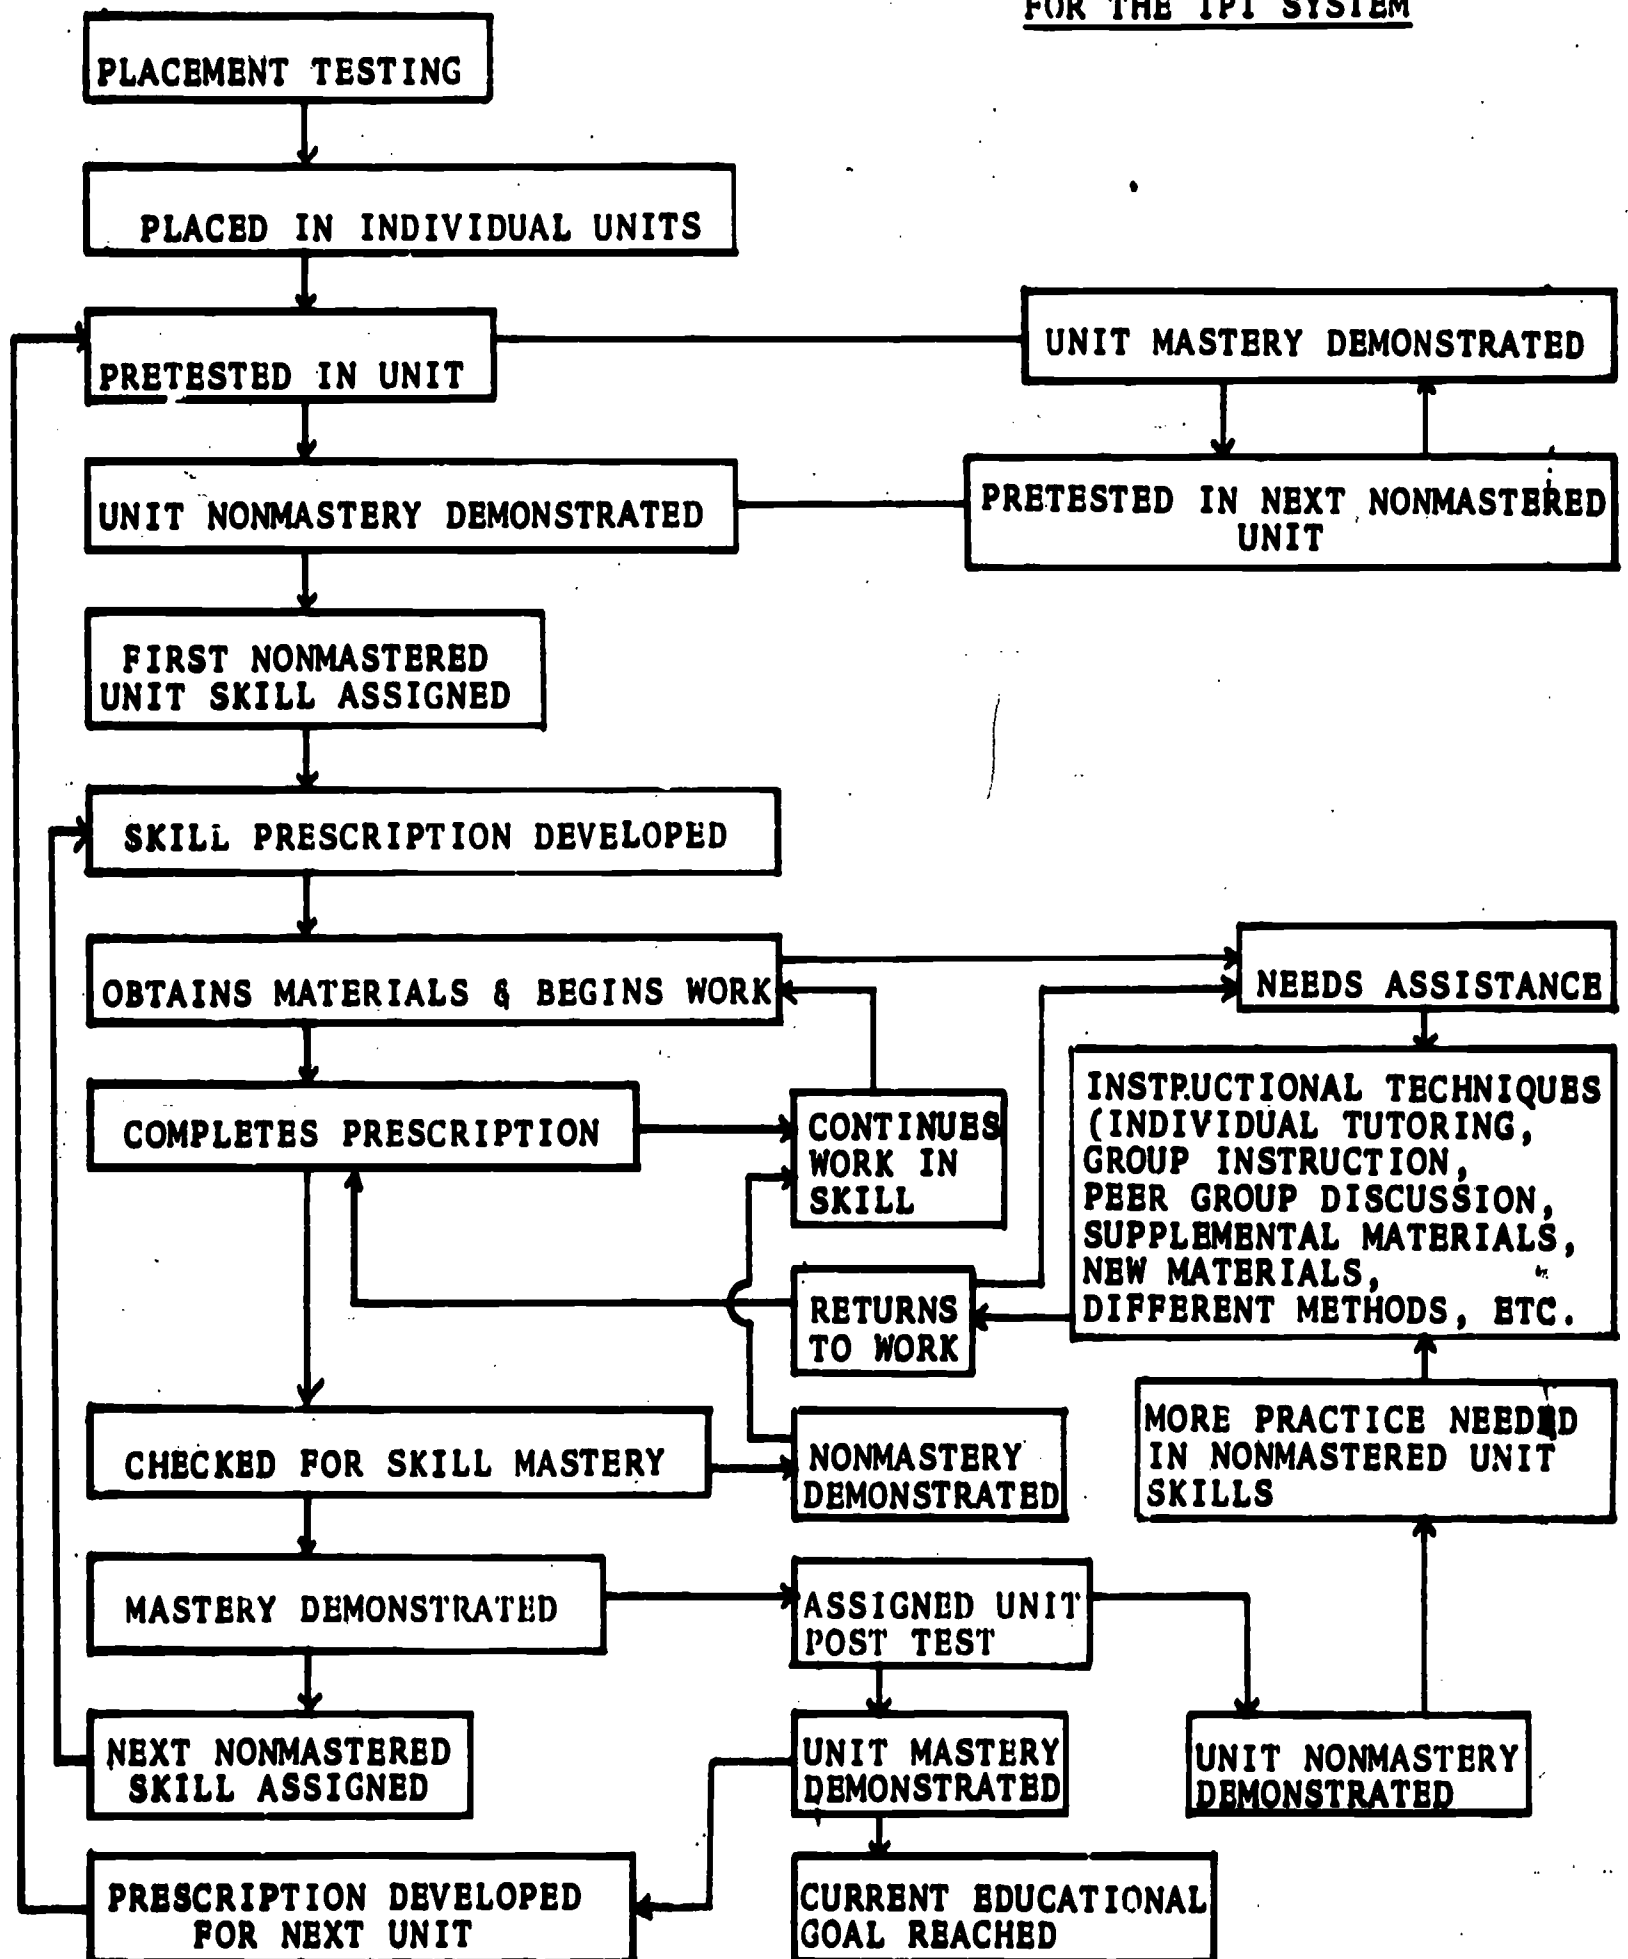 FOR THE IPI SYSTEM
PLACEMENT TESTING
PLACED IN INDIVIDUAL UNITS
PRETESTED IN UNIT
UNIT MASTERY DEMONSTRATED
UNIT NONMASTERY DEMONSTRATED
PRETESTED IN NEXT NONMASTERED
UNIT
FIRST NONMASTERED
UNIT SKILL ASSIGNED
SKILL PRESCRIPTION DEVELOPED
OBTAINS MATERIALS & BEGINS WORK
NEEDS ASSISTANCE
COMPLETES PRESCRIPTION
CONTINUES
WORK IN
SKILL
INSTRUCTIONAL TECHNIQUES
(INDIVIDUAL TUTORING,
GROUP INSTRUCTION,
PEER GROUP DISCUSSION,
SUPPLEMENTAL MATERIALS,
NEW MATERIALS,
DIFFERENT METHODS, ETC.
RETURNS
TO WORK
MORE PRACTICE NEEDED
IN NONMASTERED UNIT
SKILLS
CHECKED FOR SKILL MASTERY
NONMASTERY
DEMONSTRATED
MASTERY DEMONSTRATED
ASSIGNED UNIT
POST TEST
NEXT NONMASTERED
SKILL ASSIGNED
UNIT MASTERY
DEMONSTRATED
UNIT NONMASTERY
DEMONSTRATED
PRESCRIPTION DEVELOPED
FOR NEXT UNIT
CURRENT EDUCATIONAL
GOAL REACHED